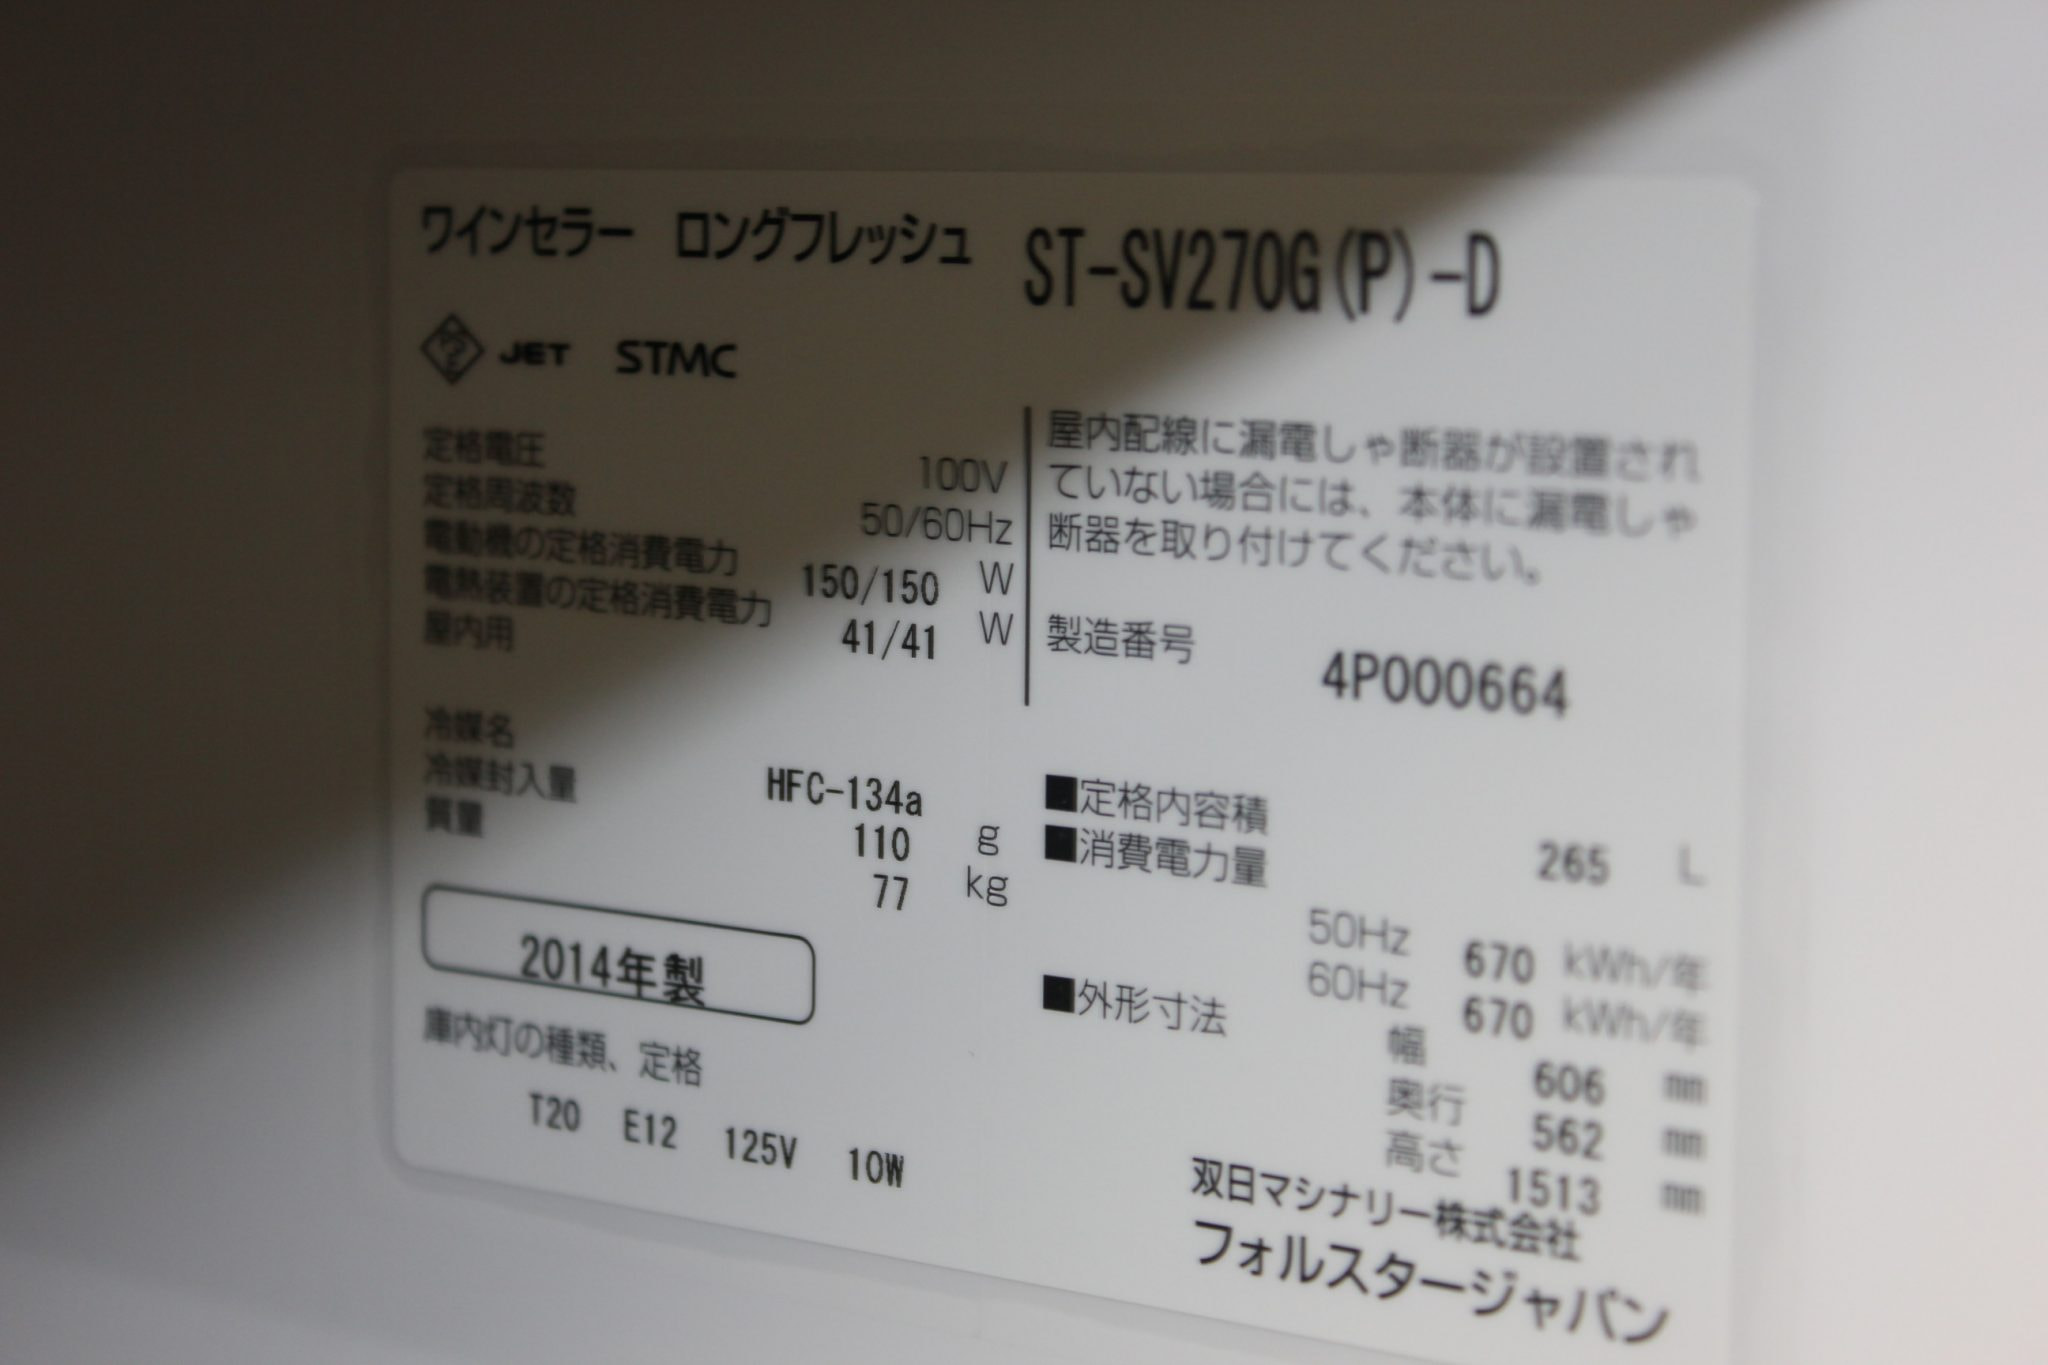 ワインセラー ロングフレッシュ ST-SV270G(P)-D
JET STMC
定格電圧 100V
定格周波数 50/60Hz
電動機の定格消費電力 150/150 W
電熱装置の定格消費電力 41/41 W
屋内用
冷媒名 HFC-134a
冷媒封入量 110 g
質量 77 kg
2014年製
庫内灯の種類、定格
T20 E12 125V 10W
屋内配線に漏電しゃ断器が設置され
ていない場合には、本体に漏電しゃ
断器を取り付けてください。
製造番号 4P000664
■定格内容積 265 L
■消費電力量
50Hz 670 kWh/年
60Hz 670 kWh/年
■外形寸法
幅 606 mm
奥行 562 mm
高さ 1513 mm
双日マシナリー株式会社
フォルスタージャパン